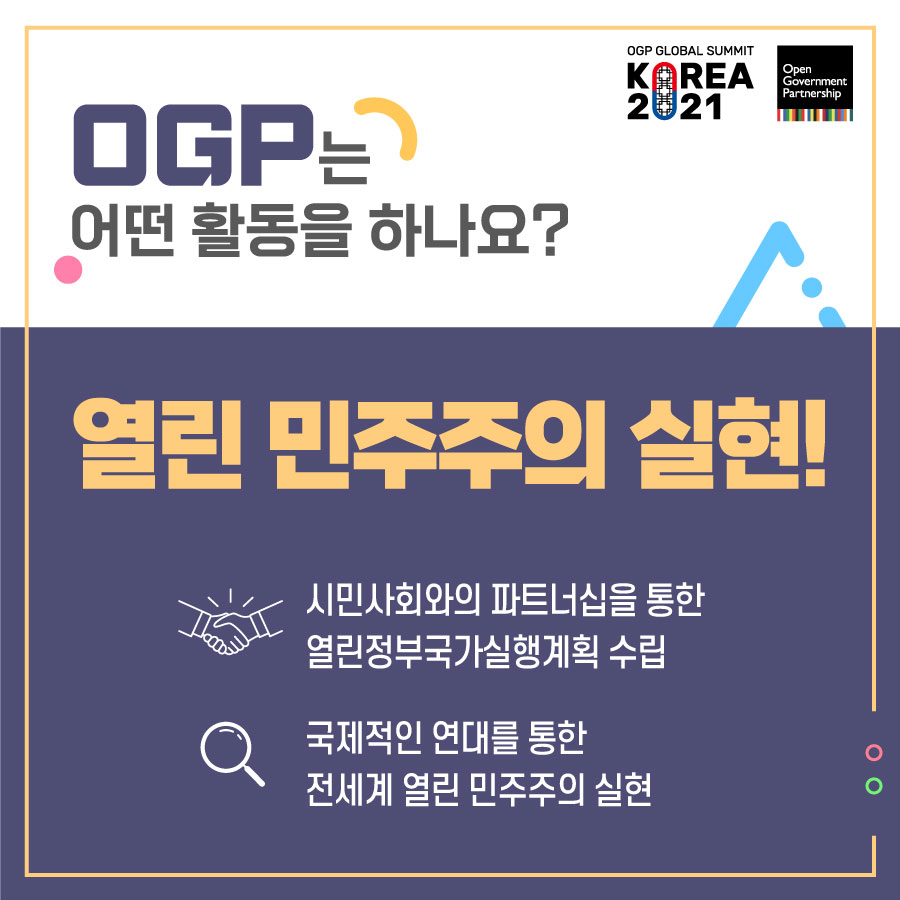 OGP GLOBAL SUMMIT
KOREA
2021
Open
Government
Partnership
OGP는
어떤 활동을 하나요?
열린 민주주의 실현!
시민사회와의 파트너십을 통한
열린정부국가실행계획 수립
국제적인 연대를 통한
전세계 열린 민주주의 실현